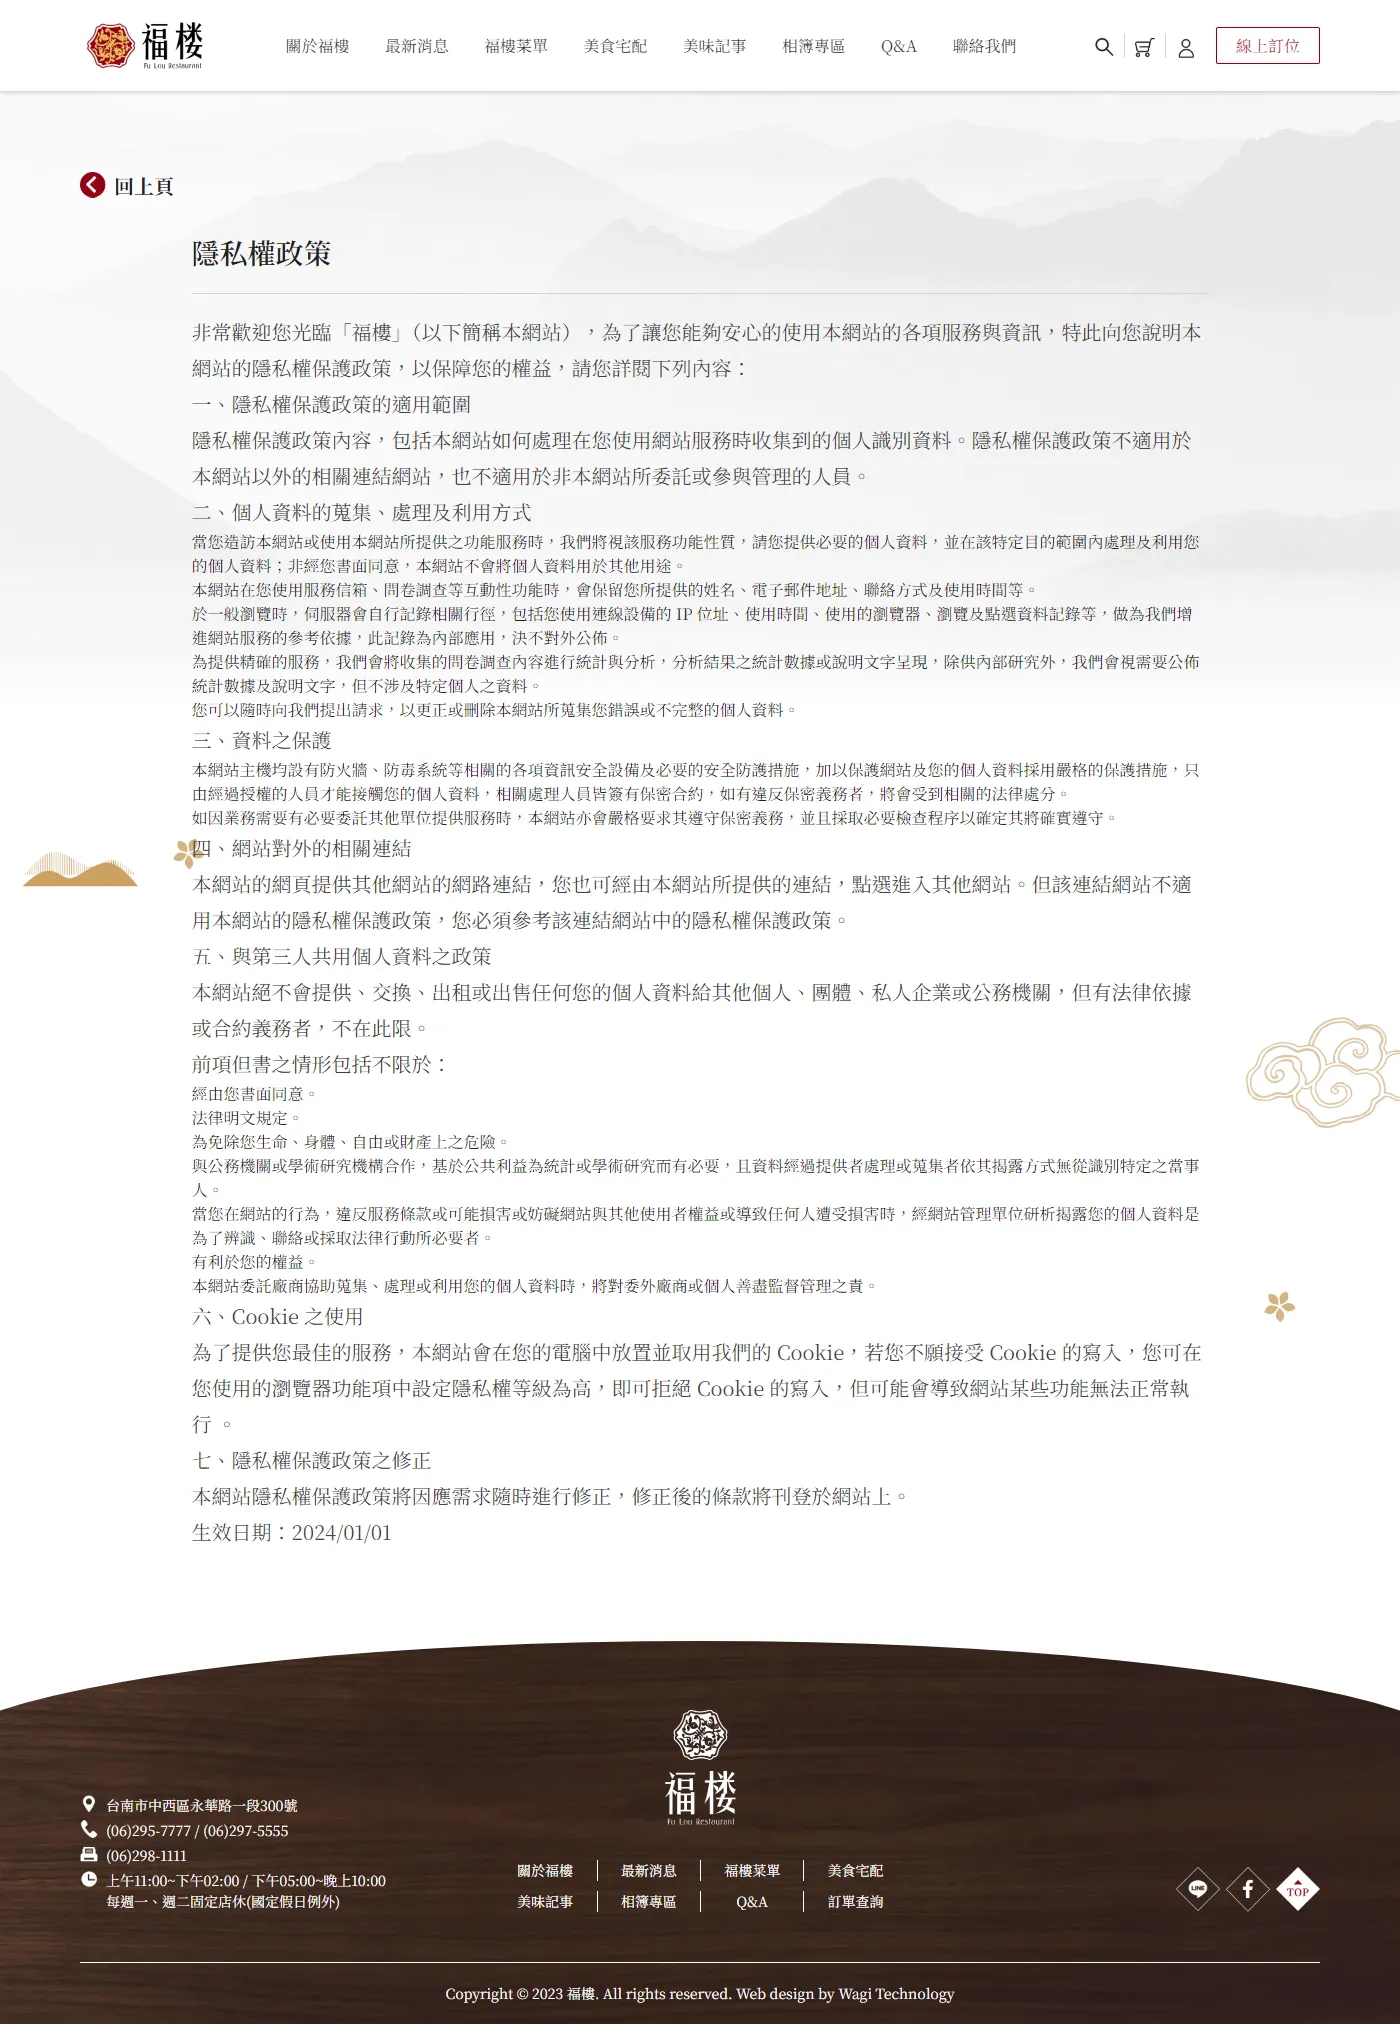 福楼
Fu Lou Restaurant
關於福樓 最新消息 福樓菜單 美食宅配 美味記事 相簿專區 Q&A 聯絡我們
線上訂位
回上頁
隱私權政策
非常歡迎您光臨「福樓」（以下簡稱本網站），為了讓您能夠安心的使用本網站的各項服務與資訊，特此向您說明本
網站的隱私權保護政策，以保障您的權益，請您詳閱下列內容：
一、隱私權保護政策的適用範圍
隱私權保護政策內容，包括本網站如何處理在您使用網站服務時收集到的個人識別資料。隱私權保護政策不適用於
本網站以外的相關連結網站，也不適用於非本網站所委託或參與管理的人員。
二、個人資料的蒐集、處理及利用方式
當您造訪本網站或使用本網站所提供之功能服務時，我們將視該服務功能性質，請您提供必要的個人資料，並在該特定目的範圍內處理及利用您
的個人資料；非經您書面同意，本網站不會將個人資料用於其他用途。
本網站在您使用服務信箱、問卷調查等互動性功能時，會保留您所提供的姓名、電子郵件地址、聯絡方式及使用時間等。
於一般瀏覽時，伺服器會自行記錄相關行徑，包括您使用連線設備的 IP 位址、使用時間、使用的瀏覽器、瀏覽及點選資料記錄等，做為我們增
進網站服務的參考依據，此記錄為內部應用，決不對外公佈。
為提供精確的服務，我們會將收集的問卷調查內容進行統計與分析，分析結果之統計數據或說明文字呈現，除供內部研究外，我們會視需要公佈
統計數據及說明文字，但不涉及特定個人之資料。
您可以隨時向我們提出請求，以更正或刪除本網站所蒐集您錯誤或不完整的個人資料。
三、資料之保護
本網站主機均設有防火牆、防毒系統等相關的各項資訊安全設備及必要的安全防護措施，加以保護網站及您的個人資料採用嚴格的保護措施，只
由經過授權的人員才能接觸您的個人資料，相關處理人員皆簽有保密合約，如有違反保密義務者，將會受到相關的法律處分。
如因業務需要有必要委託其他單位提供服務時，本網站亦會嚴格要求其遵守保密義務，並且採取必要檢查程序以確定其將確實遵守。
四、網站對外的相關連結
本網站的網頁提供其他網站的網路連結，您也可經由本網站所提供的連結，點選進入其他網站。但該連結網站不適
用本網站的隱私權保護政策，您必須參考該連結網站中的隱私權保護政策。
五、與第三人共用個人資料之政策
本網站絕不會提供、交換、出租或出售任何您的個人資料給其他個人、團體、私人企業或公務機關，但有法律依據
或合約義務者，不在此限。
前項但書之情形包括不限於：
經由您書面同意。
法律明文規定。
為免除您生命、身體、自由或財產上之危險。
與公務機關或學術研究機構合作，基於公共利益為統計或學術研究而有必要，且資料經過提供者處理或蒐集者依其揭露方式無從識別特定之當事
人。
當您在網站的行為，違反服務條款或可能損害或妨礙網站與其他使用者權益或導致任何人遭受損害時，經網站管理單位研析揭露您的個人資料是
為了辨識、聯絡或採取法律行動所必要者。
有利於您的權益。
本網站委託廠商協助蒐集、處理或利用您的個人資料時，將對委外廠商或個人善盡監督管理之責。
六、Cookie 之使用
為了提供您最佳的服務，本網站會在您的電腦中放置並取用我們的 Cookie，若您不願接受 Cookie 的寫入，您可在
您使用的瀏覽器功能項中設定隱私權等級為高，即可拒絕 Cookie 的寫入，但可能會導致網站某些功能無法正常執
行 。
七、隱私權保護政策之修正
本網站隱私權保護政策將因應需求隨時進行修正，修正後的條款將刊登於網站上。
生效日期：2024/01/01
福楼
Fu Lou Restaurant
台南市中西區永華路一段300號
(06)295-7777 / (06)297-5555
(06)298-1111
上午11:00~下午02:00 / 下午05:00~晚上10:00
每週一、週二固定店休(國定假日例外)
關於福樓 最新消息 福樓菜單 美食宅配
美味記事 相簿專區 Q&A 訂單查詢
LINE
TOP
Copyright © 2023 福樓. All rights reserved. Web design by Wagi Technology